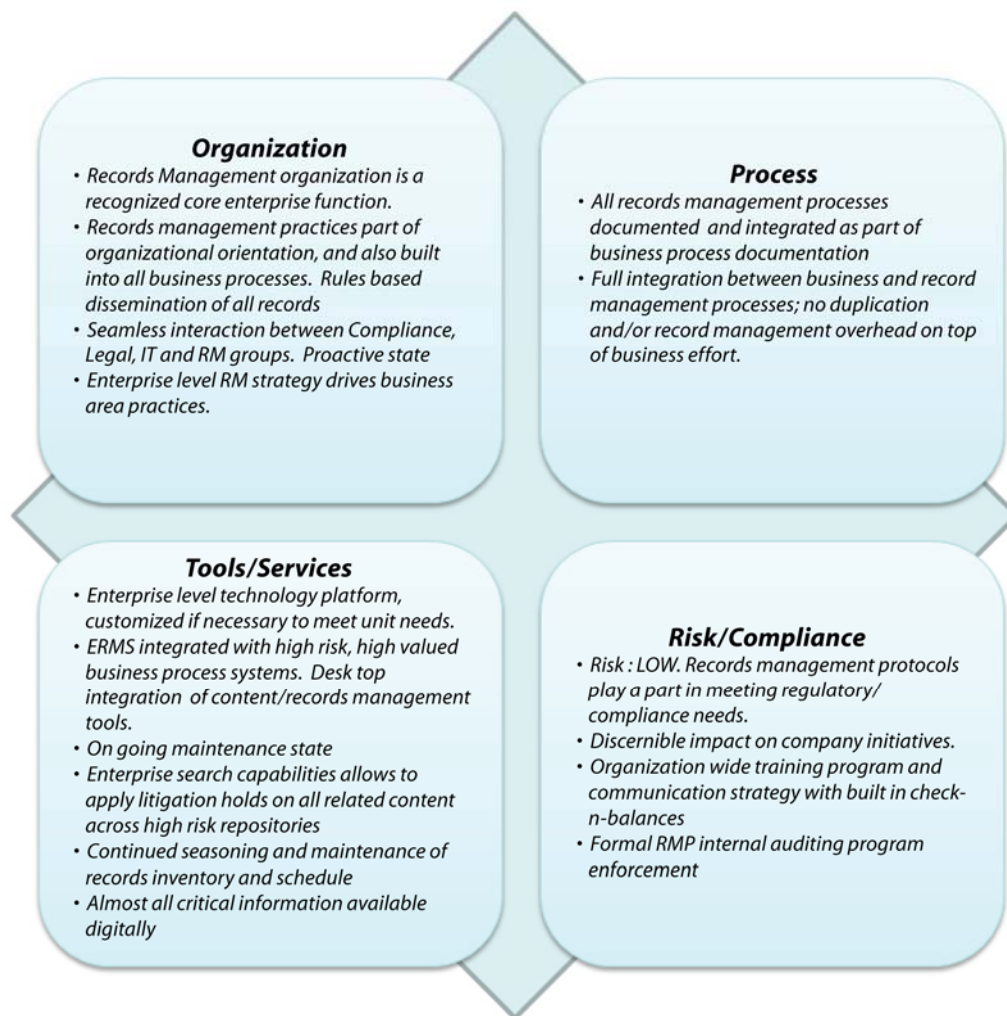 Organization
• Records Management organization is a
recognized core enterprise function.
• Records management practices part of
organizational orientation, and also built
into all business processes. Rules based
dissemination of all records
• Seamless interaction between Compliance,
Legal, IT and RM groups. Proactive state
• Enterprise level RM strategy drives business
area practices.
Process
• All records management processes
documented and integrated as part of
business process documentation
• Full integration between business and record
management processes; no duplication
and/or record management overhead on top
of business effort.
Tools/Services
• Enterprise level technology platform,
customized if necessary to meet unit needs.
• ERMS integrated with high risk, high valued
business process systems. Desk top
integration of content/records management
tools.
• On going maintenance state
• Enterprise search capabilities allows to
apply litigation holds on all related content
across high risk repositories
• Continued seasoning and maintenance of
records inventory and schedule
• Almost all critical information available
digitally
Risk/Compliance
• Risk : LOW. Records management protocols
play a part in meeting regulatory/
compliance needs.
• Discernible impact on company initiatives.
• Organization wide training program and
communication strategy with built in check-
n-balances
• Formal RMP internal auditing program
enforcement